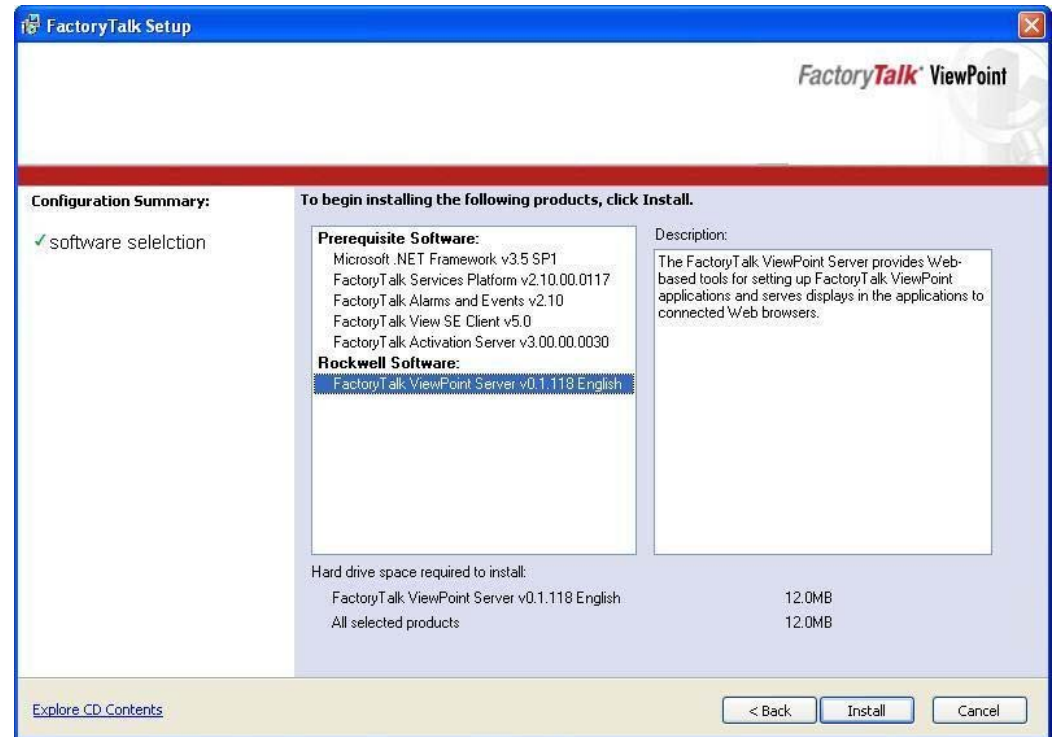 FactoryTalk Setup
FactoryTalk ViewPoint
Configuration Summary:
✓ software selelction
To begin installing the following products, click Install.
Prerequisite Software:
Microsoft .NET Framework v3.5 SP1
FactoryTalk Services Platform v2.10.00.0117
FactoryTalk Alarms and Events v2.10
FactoryTalk View SE Client v5.0
FactoryTalk Activation Server v3.00.00.0030
Rockwell Software:
FactoryTalk ViewPoint Server v0.1.118 English
Description:
The FactoryTalk ViewPoint Server provides Web-
based tools for setting up FactoryTalk ViewPoint
applications and serves displays in the applications to
connected Web browsers.
Hard drive space required to install:
FactoryTalk ViewPoint Server v0.1.118 English 12.0MB
All selected products 12.0MB
Explore CD Contents
< Back Install Cancel